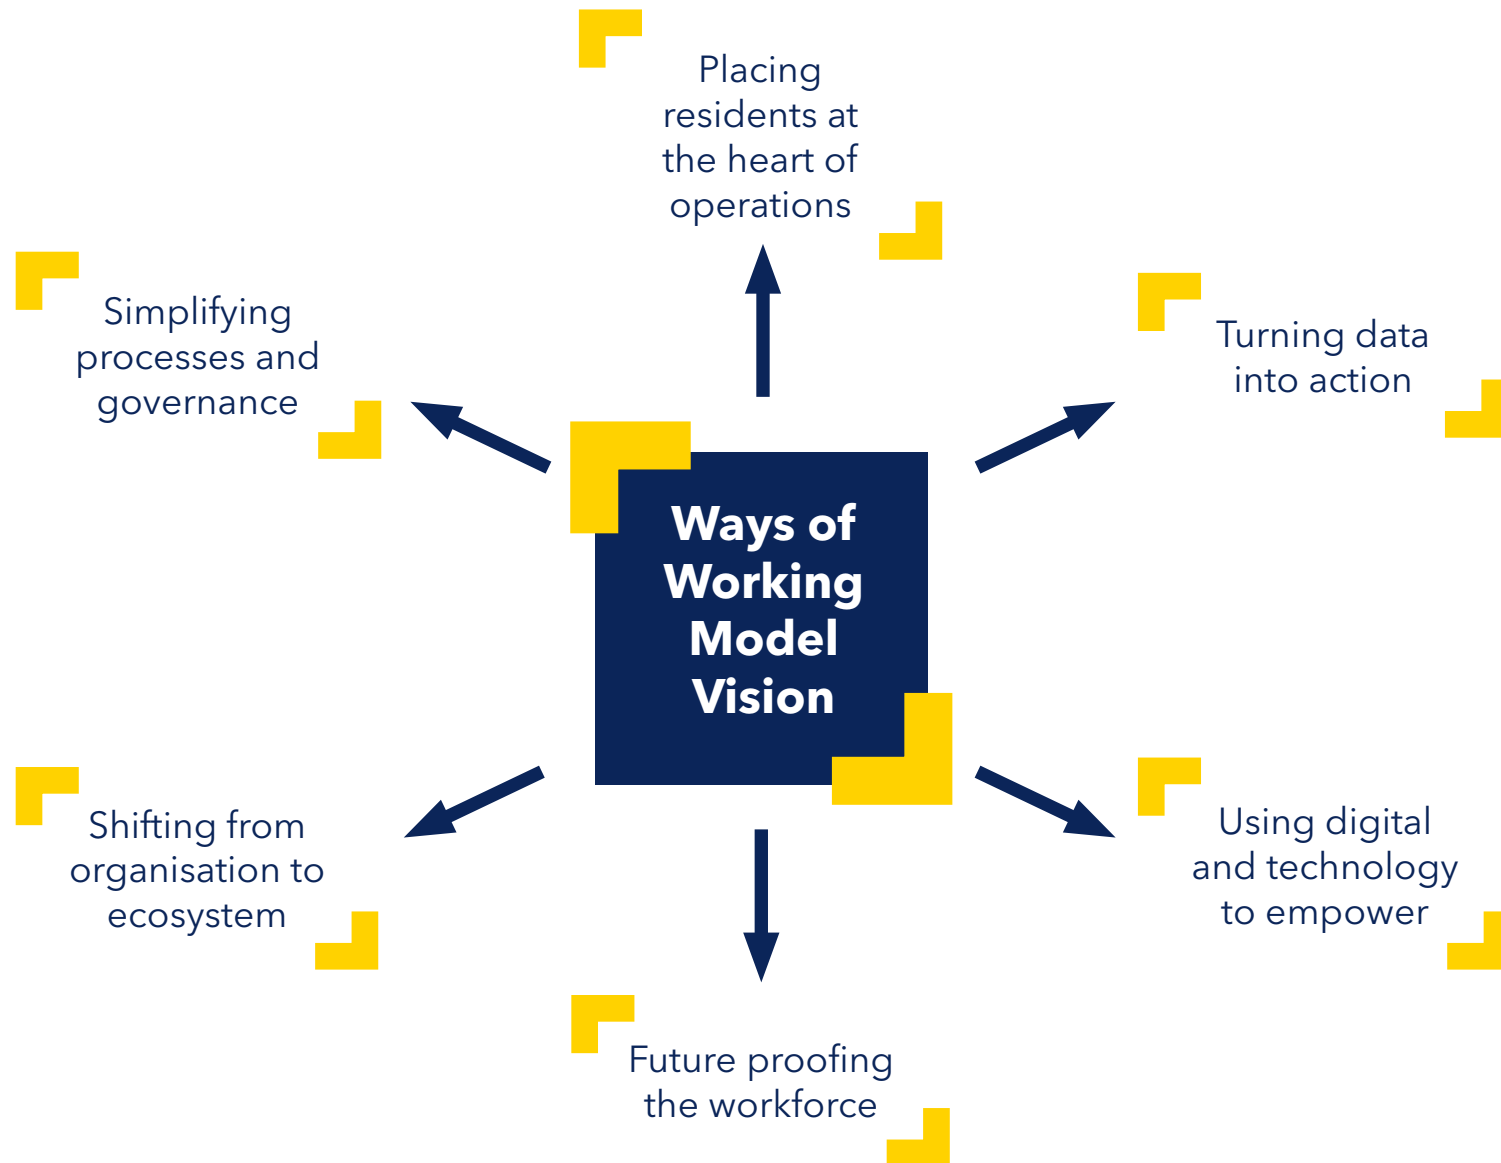 Placing
residents at
the heart of
operations
Simplifying
processes and
governance
Turning data
into action
Ways of
Working
Model
Vision
Shifting from
organisation to
ecosystem
Using digital
and technology
to empower
Future proofing
the workforce